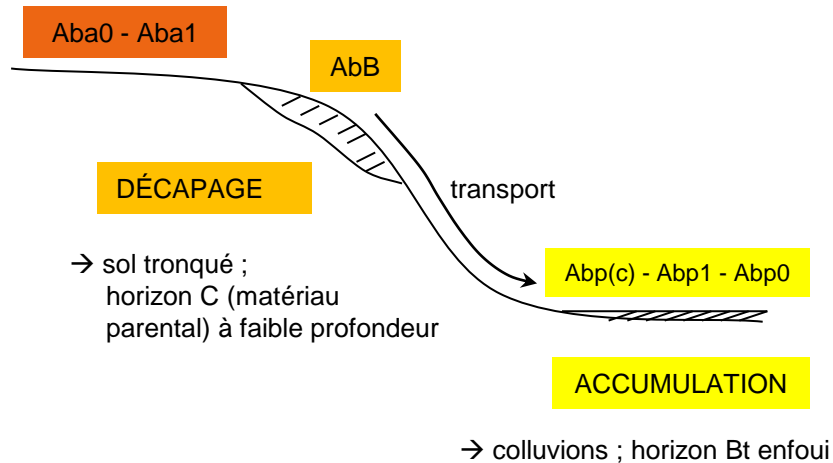 Aba0 - Aba1
AbB
DÉCAPAGE
transport
→ sol tronqué ;
horizon C (matériau
parental) à faible profondeur
Abp(c) - Abp1 - Abp0
ACCUMULATION
→ colluvions ; horizon Bt enfoui